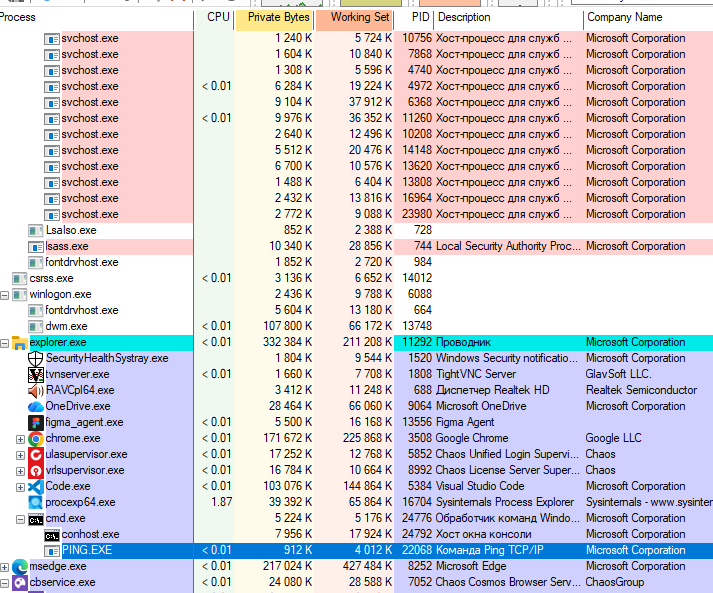 Process CPU Private Bytes Working Set PID Description Company Name
svchost.exe 1 240 K 5 724 K 10756 Хост-процесс для служб ... Microsoft Corporation
svchost.exe 1 604 K 10 840 K 7868 Хост-процесс для служб ... Microsoft Corporation
svchost.exe 1 308 K 5 596 K 4740 Хост-процесс для служб ... Microsoft Corporation
svchost.exe < 0.01 6 284 K 19 224 K 4972 Хост-процесс для служб ... Microsoft Corporation
svchost.exe 9 104 K 37 912 K 6368 Хост-процесс для служб ... Microsoft Corporation
svchost.exe < 0.01 9 976 K 36 352 K 11260 Хост-процесс для служб ... Microsoft Corporation
svchost.exe 2 640 K 12 496 K 10208 Хост-процесс для служб ... Microsoft Corporation
svchost.exe 5 512 K 20 476 K 14148 Хост-процесс для служб ... Microsoft Corporation
svchost.exe 6 700 K 10 576 K 13620 Хост-процесс для служб ... Microsoft Corporation
svchost.exe 1 488 K 6 404 K 13808 Хост-процесс для служб ... Microsoft Corporation
svchost.exe 2 432 K 13 816 K 16964 Хост-процесс для служб ... Microsoft Corporation
svchost.exe 2 772 K 9 088 K 23980 Хост-процесс для служб ... Microsoft Corporation
LsaIso.exe 852 K 2 388 K 728
lsass.exe 10 340 K 28 856 K 744 Local Security Authority Proc... Microsoft Corporation
fontdrvhost.exe 1 852 K 2 720 K 984
csrss.exe < 0.01 3 136 K 6 652 K 14012
winlogon.exe 2 436 K 9 788 K 6088
fontdrvhost.exe 5 604 K 13 180 K 664
dwm.exe < 0.01 107 800 K 66 172 K 13748
explorer.exe < 0.01 332 384 K 211 208 K 11292 Проводник Microsoft Corporation
SecurityHealthSystray.exe 1 804 K 9 544 K 1520 Windows Security notificatio... Microsoft Corporation
tvnserver.exe < 0.01 1 660 K 7 708 K 1808 TightVNC Server GlavSoft LLC.
RAVCpl64.exe 3 412 K 11 248 K 688 Диспетчер Realtek HD Realtek Semiconductor
OneDrive.exe 28 464 K 66 060 K 9064 Microsoft OneDrive Microsoft Corporation
figma_agent.exe < 0.01 5 500 K 16 168 K 13556 Figma Agent
chrome.exe < 0.01 171 672 K 225 868 K 3508 Google Chrome Google LLC
ulasupervisor.exe < 0.01 17 252 K 12 768 K 5852 Chaos Unified Login Supervi... Chaos
vrlsupervisor.exe < 0.01 16 784 K 10 664 K 8992 Chaos License Server Super... Chaos
Code.exe < 0.01 103 076 K 144 864 K 5384 Visual Studio Code Microsoft Corporation
procexp64.exe 1.87 39 392 K 65 864 K 16704 Sysinternals Process Explorer Sysinternals - www.sysinter
cmd.exe 5 224 K 5 176 K 24776 Обработчик команд Windo... Microsoft Corporation
conhost.exe 7 956 K 17 924 K 24792 Хост окна консоли Microsoft Corporation
PING.EXE < 0.01 912 K 4 012 K 22068 Команда Ping TCP/IP Microsoft Corporation
msedge.exe < 0.01 217 024 K 427 484 K 8252 Microsoft Edge Microsoft Corporation
cbservice.exe < 0.01 24 080 K 28 588 K 7052 Chaos Cosmos Browser Serv... ChaosGroup